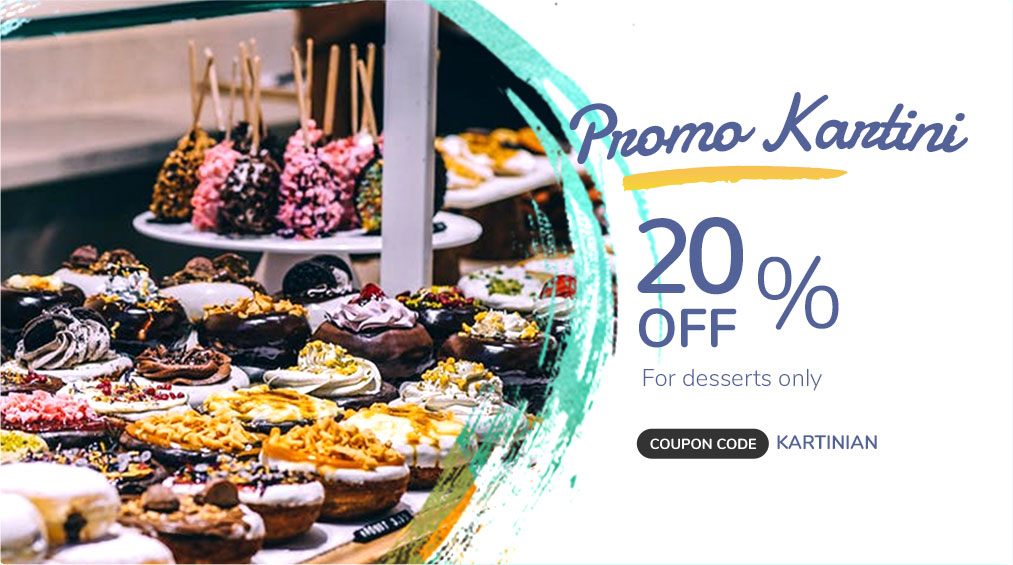 Promo Kartini
20 %
OFF
For desserts only
COUPON CODE KARTINIAN